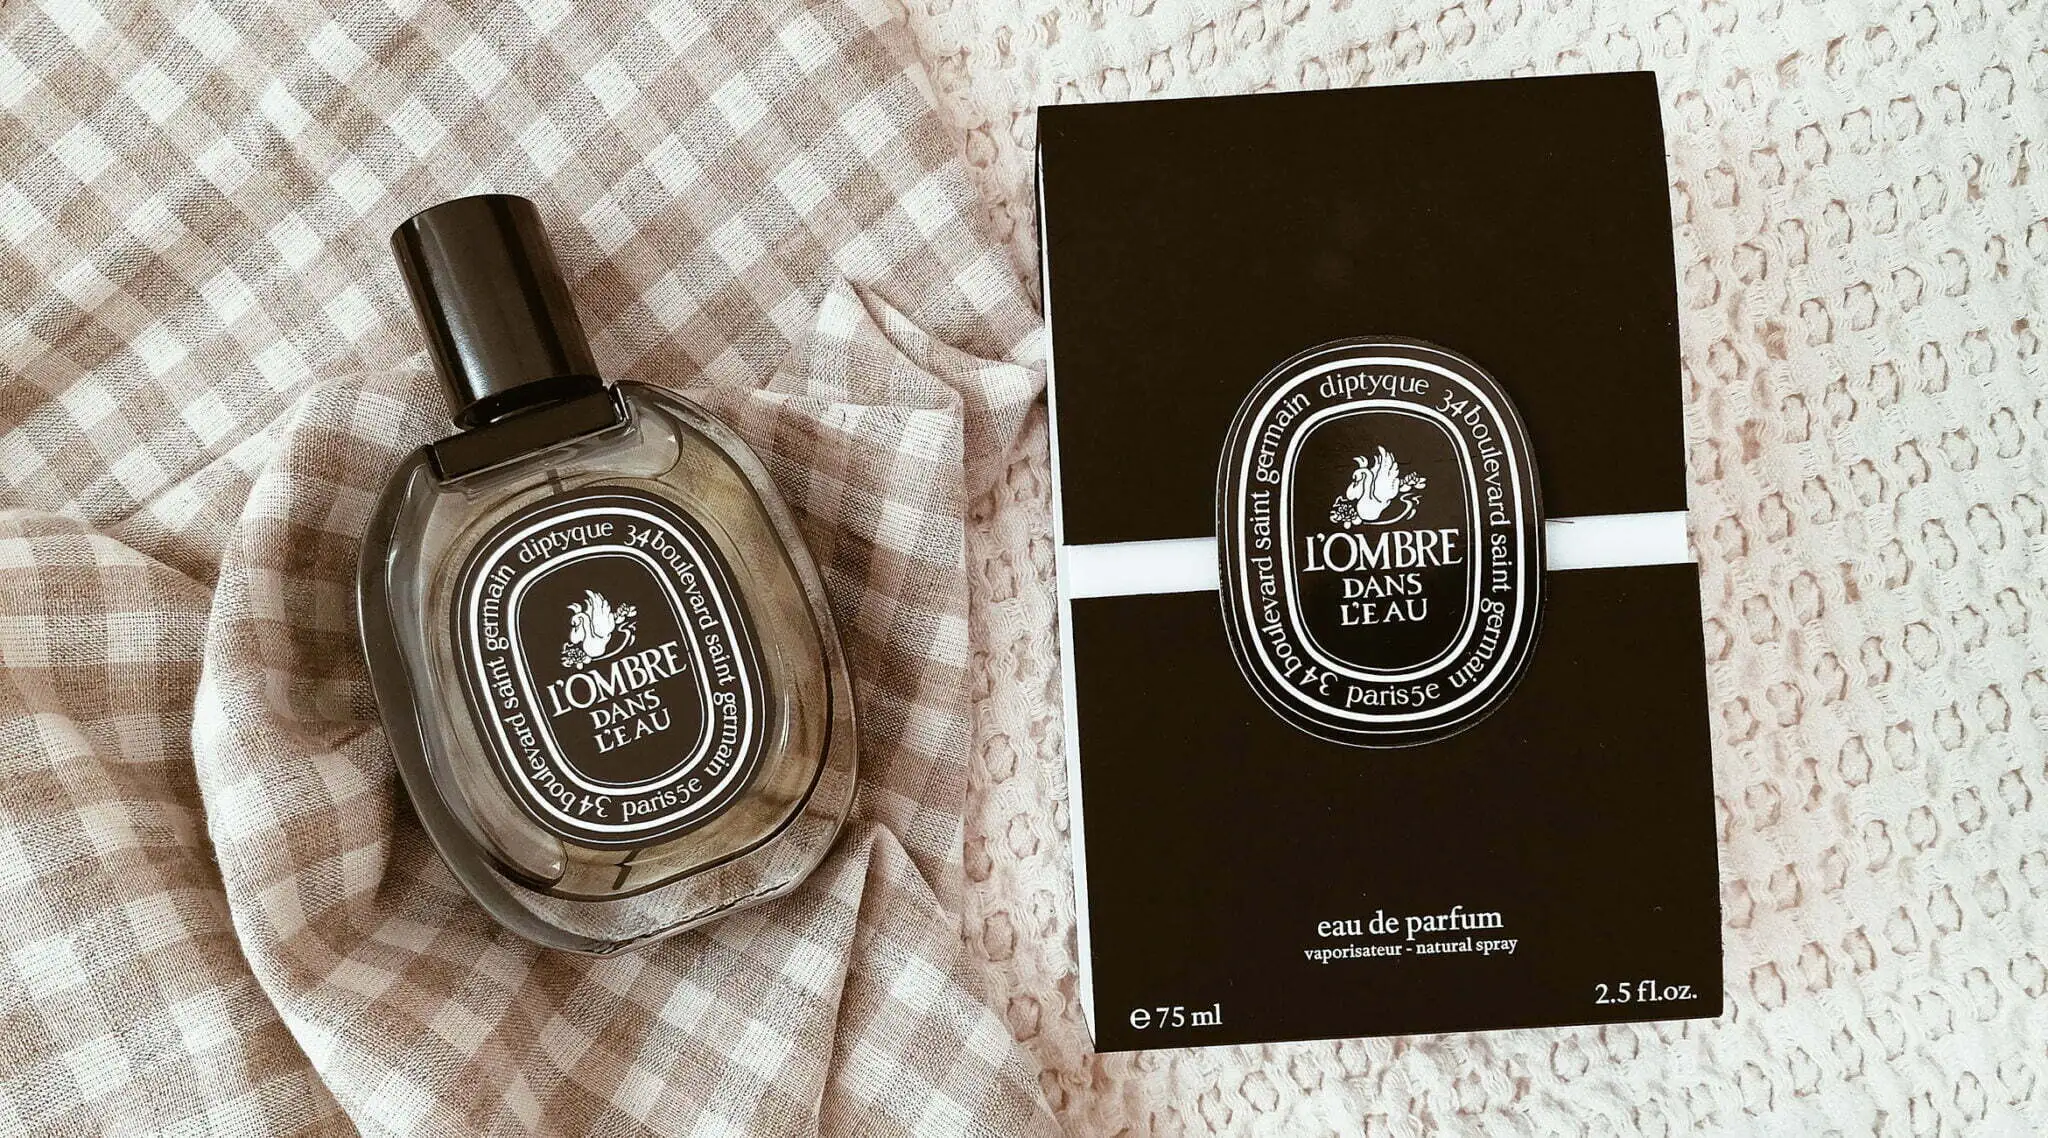 diptyque 34 boulevard saint germain
paris 5e
34 boulevard saint germain
L'OMBRE
DANS
L'EAU
diptyque 34 boulevard saint germain
paris 5e
34 boulevard saint germain
L'OMBRE
DANS
L'EAU
eau de parfum
vaporisateur - natural spray
℮ 75 ml
2.5 fl.oz.